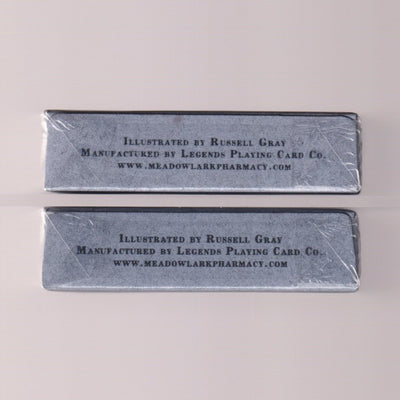 Illustrated by Russell Gray
Manufactured by Legends Playing Card Co.
www.meadowlarkpharmacy.com
Illustrated by Russell Gray
Manufactured by Legends Playing Card Co.
www.meadowlarkpharmacy.com